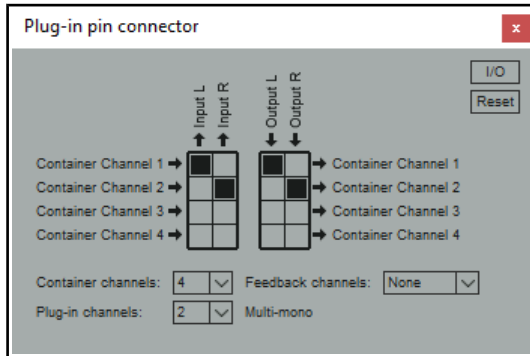 Plug-in pin connector
x
I/O
Reset
Input L
Input R
Output L
Output R
Container Channel 1
Container Channel 1
Container Channel 2
Container Channel 2
Container Channel 3
Container Channel 3
Container Channel 4
Container Channel 4
Container channels: 4 Feedback channels: None
Plug-in channels: 2 Multi-mono